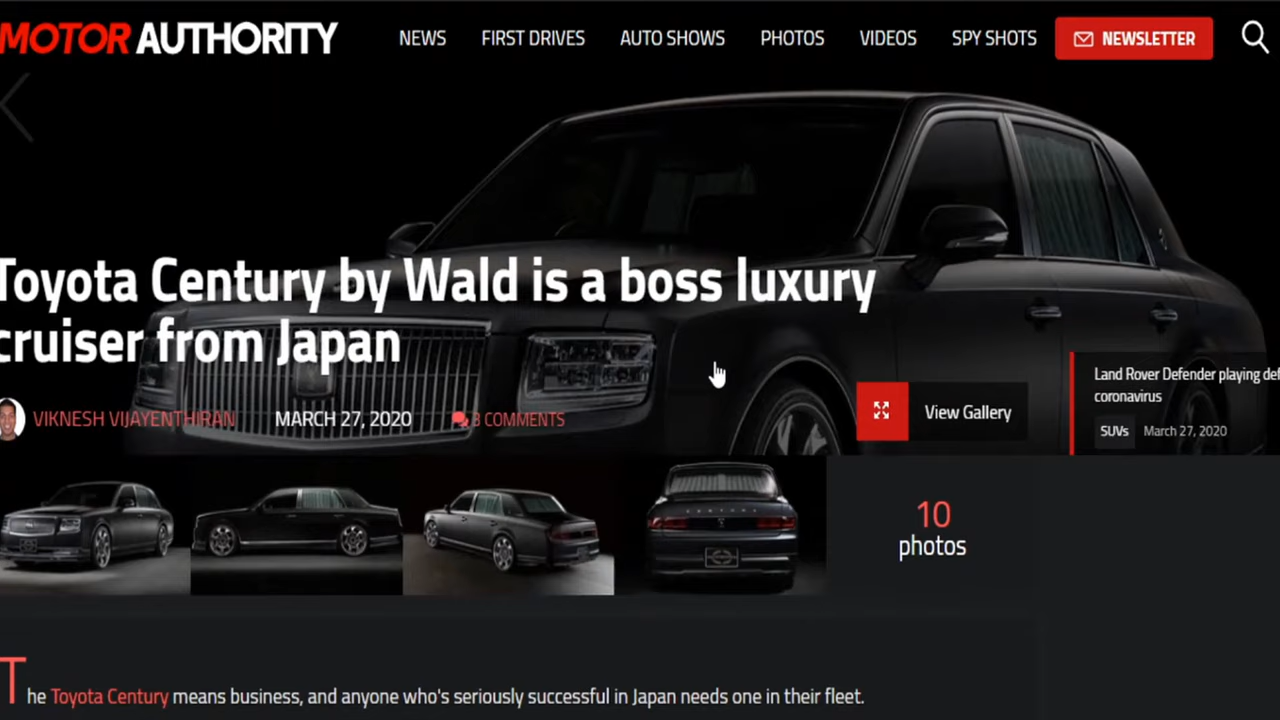 MOTOR AUTHORITY
NEWS FIRST DRIVES AUTO SHOWS PHOTOS VIDEOS SPY SHOTS NEWSLETTER
Toyota Century by Wald is a boss luxury
cruiser from Japan
VIKNESH VIJAYENTHIRAN MARCH 27, 2020 3 COMMENTS
View Gallery
Land Rover Defender playing def
coronavirus
SUVs March 27, 2020
CENTURY
10
photos
The Toyota Century means business, and anyone who's seriously successful in Japan needs one in their fleet.